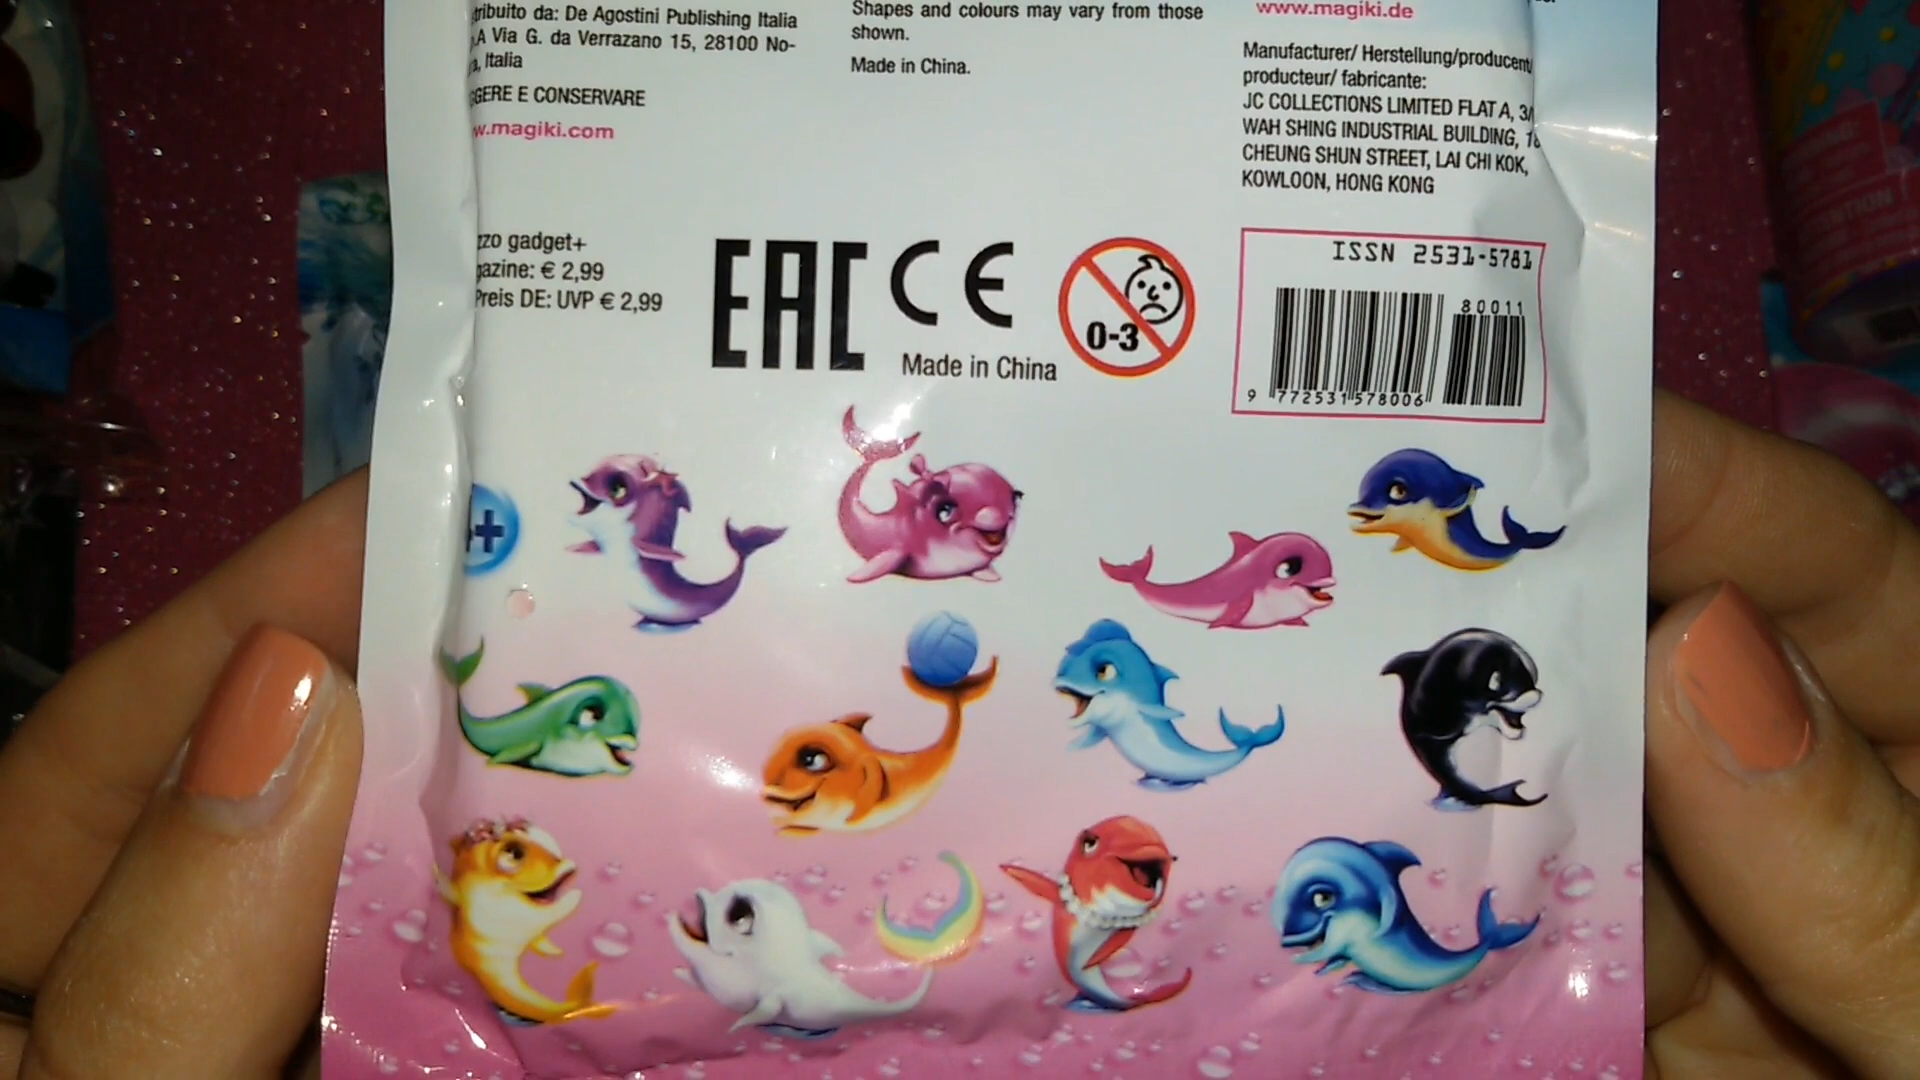 tribuito da: De Agostini Publishing Italia
.A Via G. da Verrazano 15, 28100 No-
a, Italia
GGERE E CONSERVARE
w.magiki.com
Shapes and colours may vary from those
shown.
Made in China.
www.magiki.de
Manufacturer/ Herstellung/producent/
producteur/ fabricante:
JC COLLECTIONS LIMITED FLAT A, 3/
WAH SHING INDUSTRIAL BUILDING,
CHEUNG SHUN STREET, LAI CHI KOK,
KOWLOON, HONG KONG
zzo gadget+
gazine: € 2,99
Preis DE: UVP € 2,99
EAC CE
Made in China
0-3
ISSN 2531-5781
80011
9 772531 578006
+